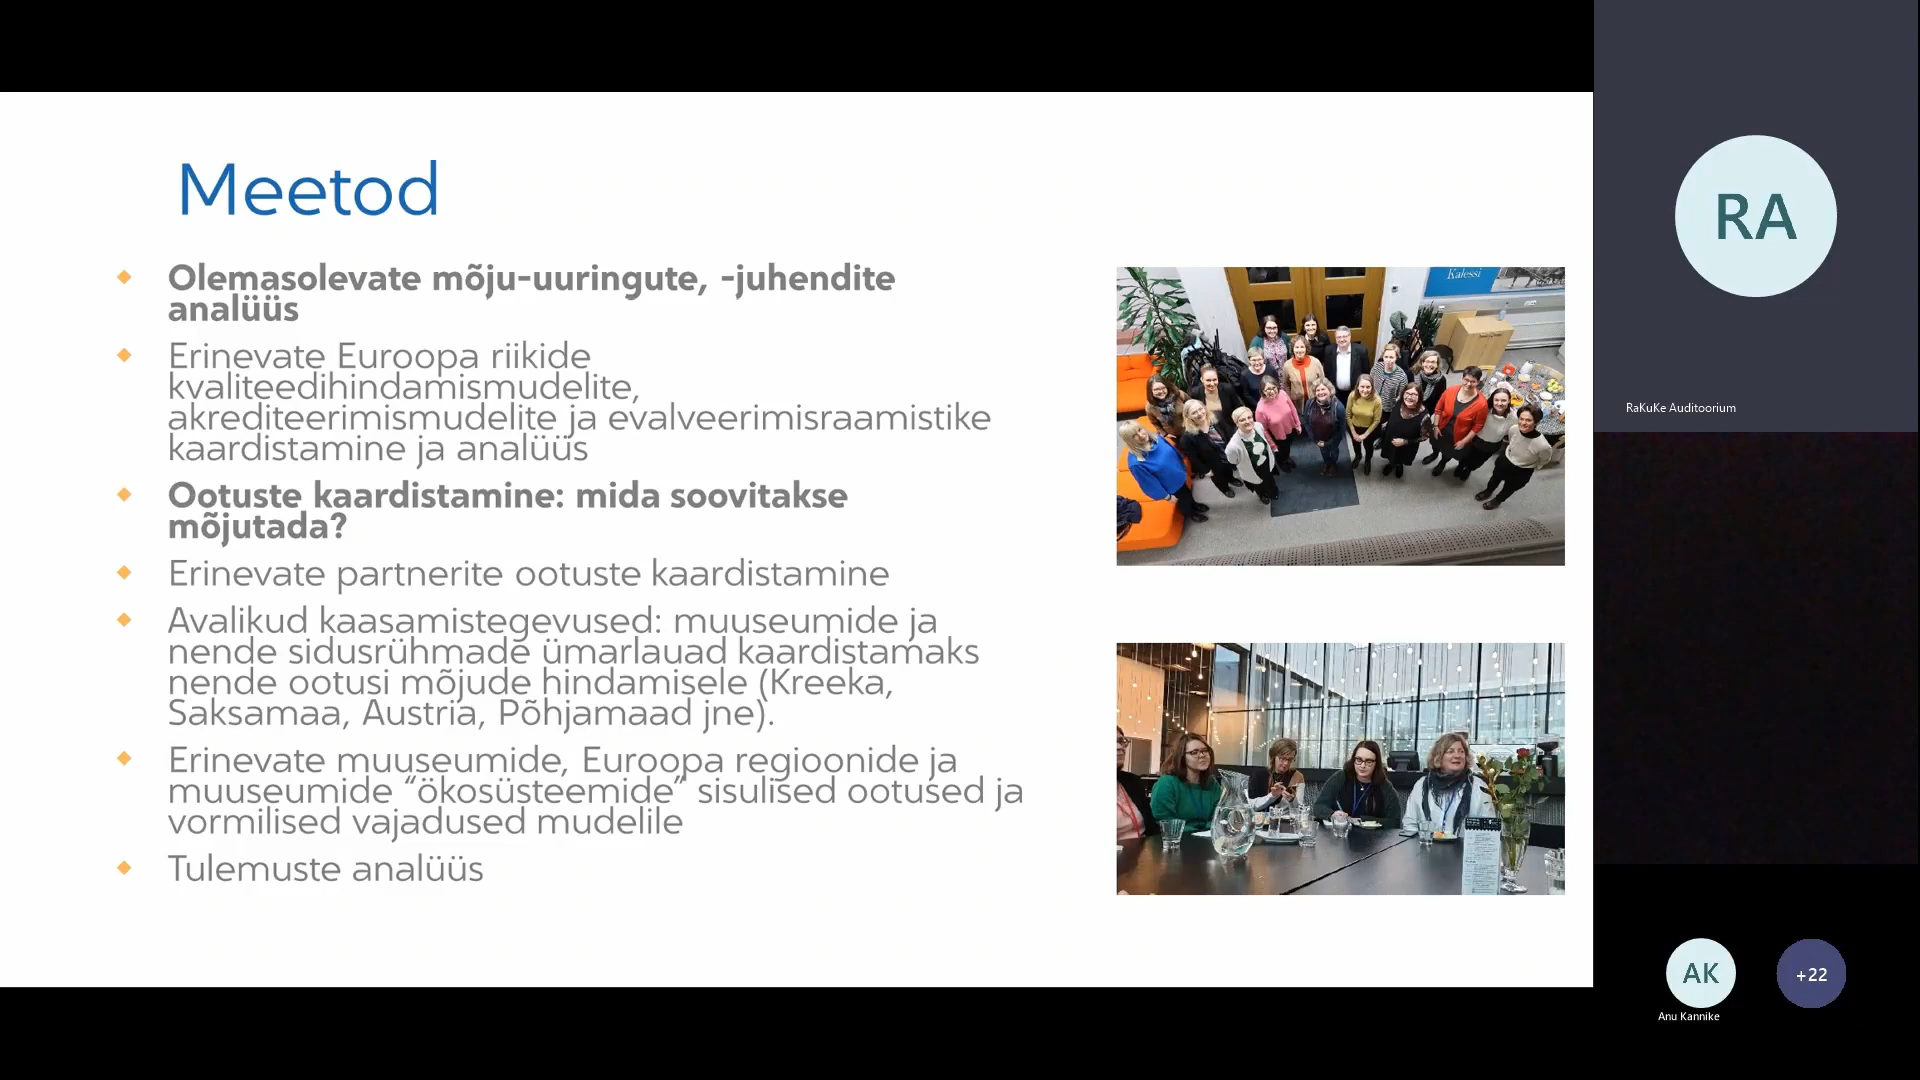 Meetod
Olemasolevate mõju-uuringute, -juhendite
analüüs
Erinevate Euroopa riikide
kvaliteedihindamismudelite,
akrediteerimismudelite ja evalveerimisraamistike
kaardistamine ja analüüs
Ootuste kaardistamine: mida soovitakse
mõjutada?
Erinevate partnerite ootuste kaardistamine
Avalikud kaasamistegevused: muuseumide ja
nende sidusrühmade ümarlauad kaardistamaks
nende ootusi mõjude hindamisele (Kreeka,
Saksamaa, Austria, Põhjamaad jne).
Erinevate muuseumide, Euroopa regioonide ja
muuseumide “ökosüsteemide” sisulised ootused ja
vormilised vajadused mudelile
Tulemuste analüüs
Kalessi
RA
RaKuKe Auditoorium
AK
+22
Anu Kannike